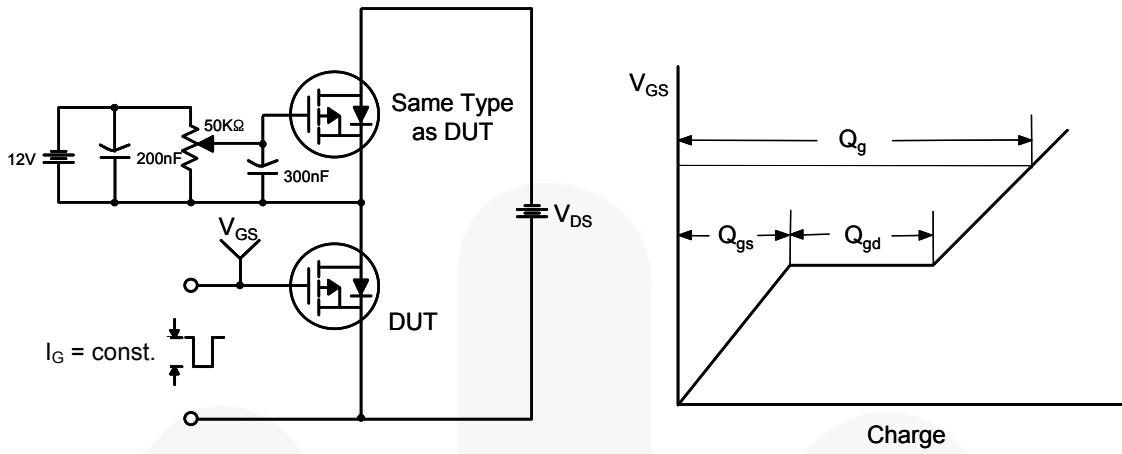 Same Type
as DUT
50KΩ
12V
200nF
300nF
V_GS
V_DS
DUT
I_G = const.
V_GS
Q_g
Q_gs
Q_gd
Charge